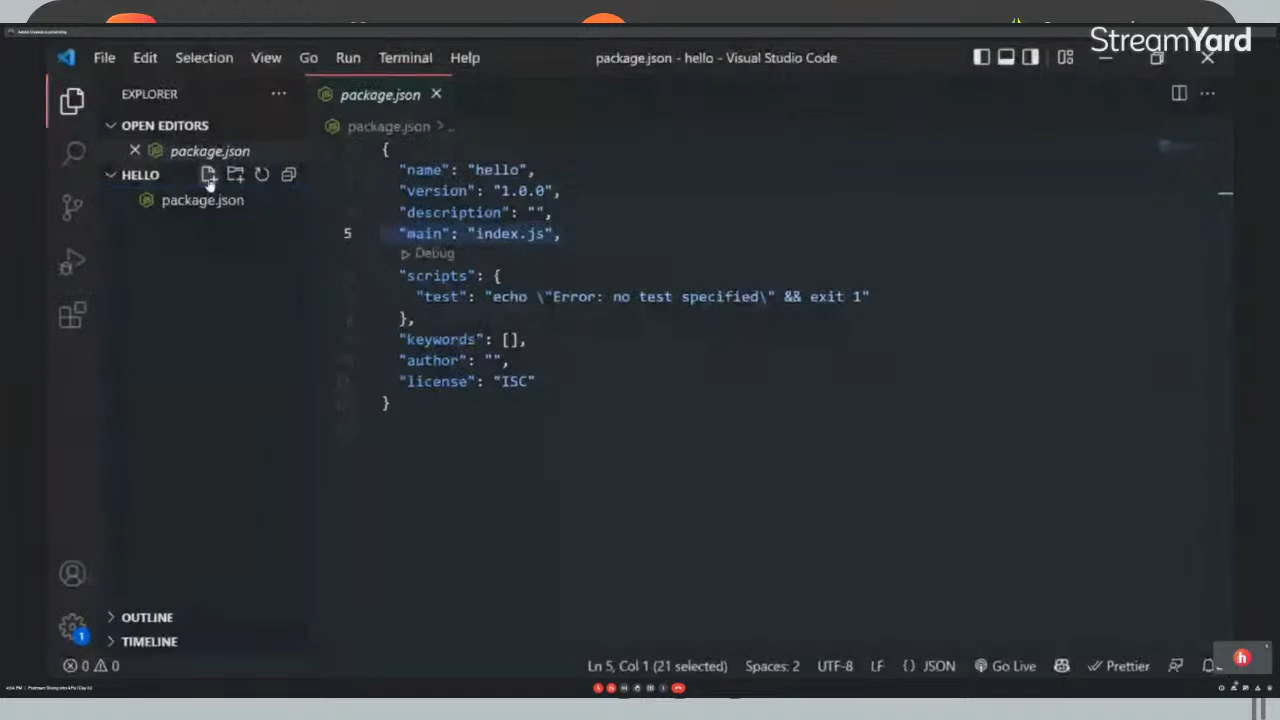 StreamYard
File Edit Selection View Go Run Terminal Help
package.json - hello - Visual Studio Code
EXPLORER
package.json
OPEN EDITORS
package.json > ..
package.json
HELLO
package.json
{
"name": "hello",
"version": "1.0.0",
"description": "",
5 "main": "index.js",
Debug
"scripts": {
"test": "echo \"Error: no test specified\" && exit 1"
},
"keywords": [],
"author": "",
"license": "ISC"
}
OUTLINE
1
TIMELINE
0 0
Ln 5, Col 1 (21 selected) Spaces: 2 UTF-8 LF {} JSON Go Live Prettier
h